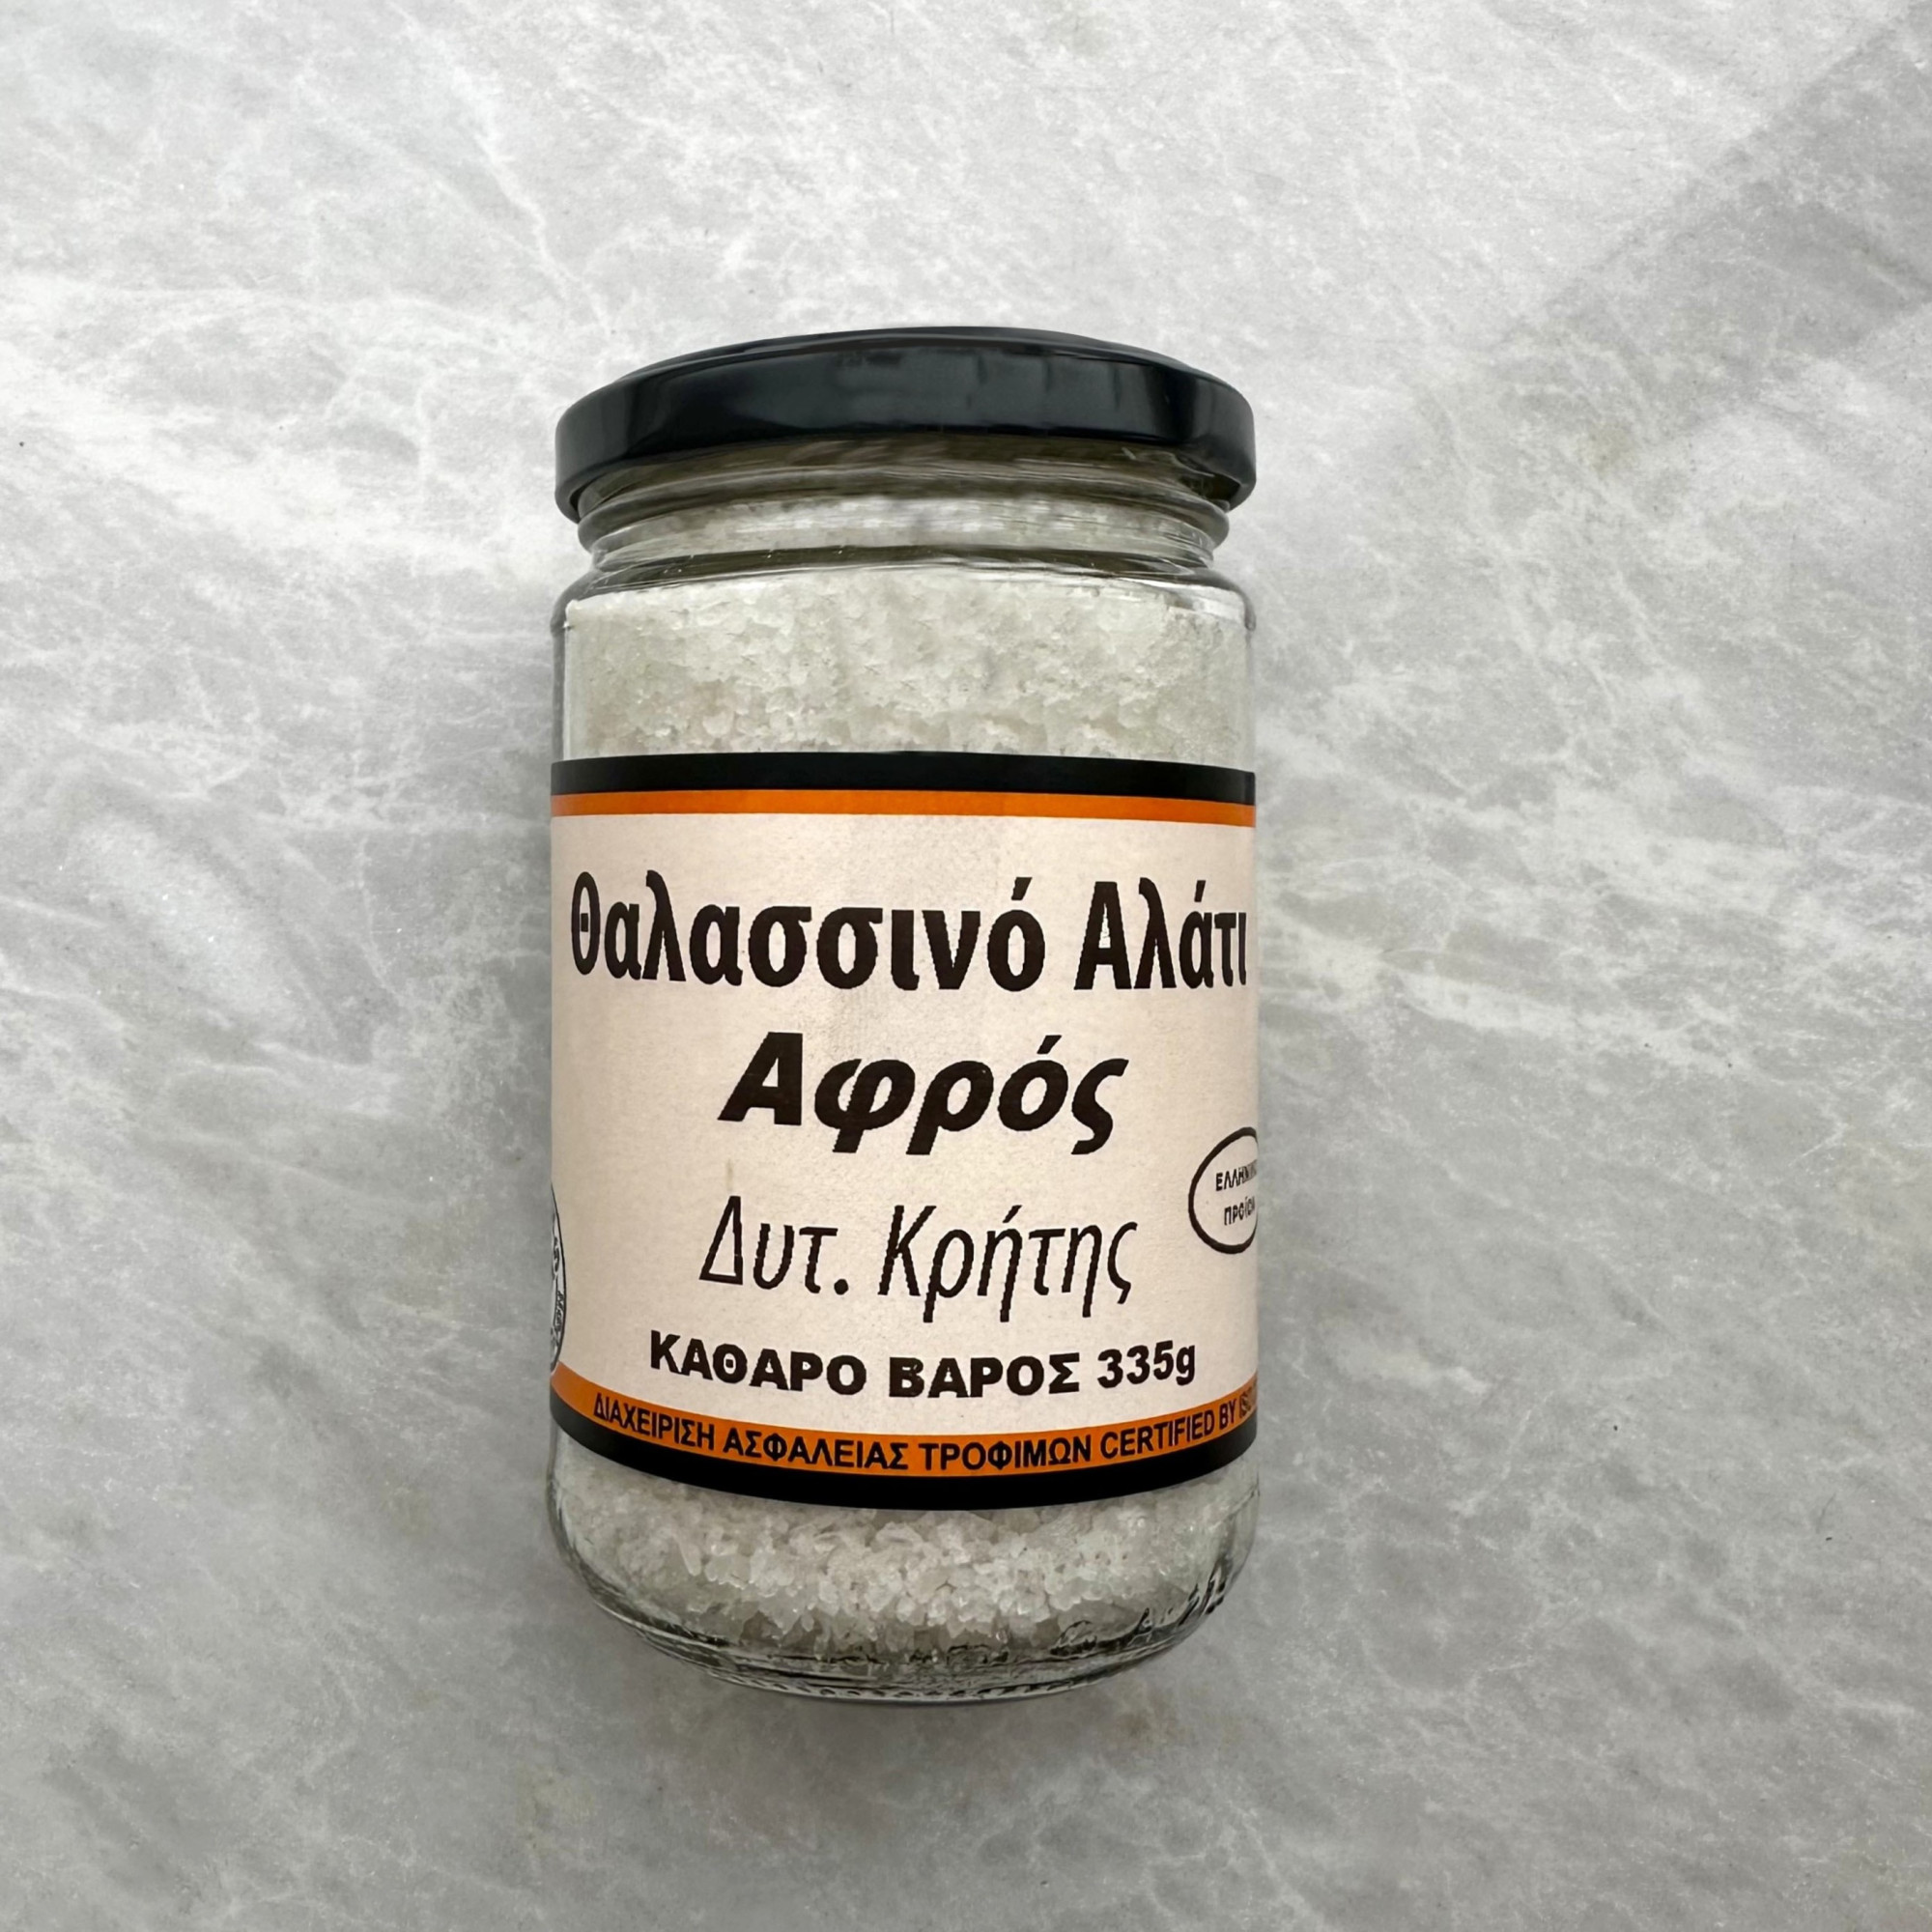 Θαλασσινό Αλάτι
Αφρός
Δυτ. Κρήτης
ΚΑΘΑΡΟ ΒΑΡΟΣ 335g
ΔΙΑΧΕΙΡΙΣΗ ΑΣΦΑΛΕΙΑΣ ΤΡΟΦΙΜΩΝ CERTIFIED BY